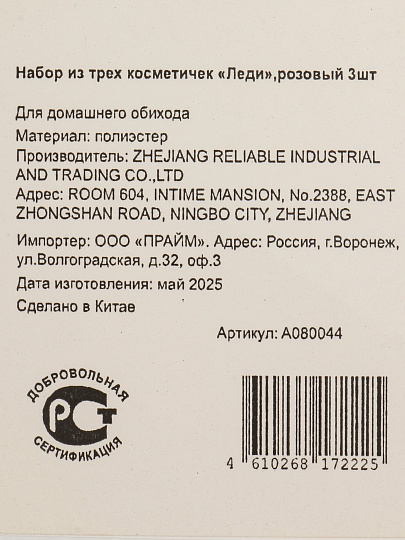 Набор из трех косметичек «Леди»,розовый 3шт
Для домашнего обихода
Материал: полиэстер
Производитель: ZHEJIANG RELIABLE INDUSTRIAL
AND TRADING CO.,LTD
Адрес: ROOM 604, INTIME MANSION, No.2388, EAST
ZHONGSHAN ROAD, NINGBO CITY, ZHEJIANG
Импортер: ООО «ПРАЙМ». Адрес: Россия, г.Воронеж,
ул.Волгоградская, д.32, оф.3
Дата изготовления: май 2025
Сделано в Китае
Артикул: А080044
ДОБРОВОЛЬНАЯ
РСТ
СЕРТИФИКАЦИЯ
4 610268 172225